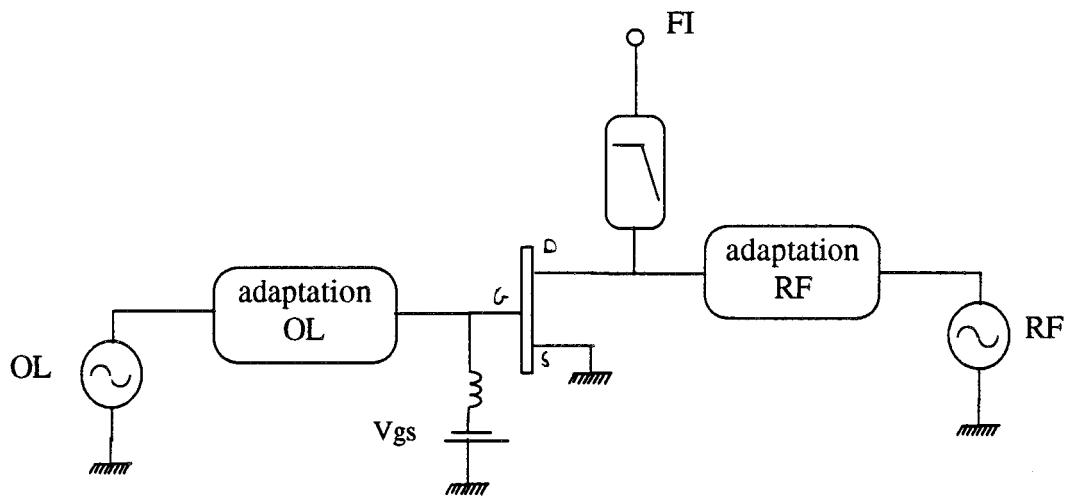 FI
D
adaptation
RF
G
adaptation
OL
RF
S
OL
Vgs